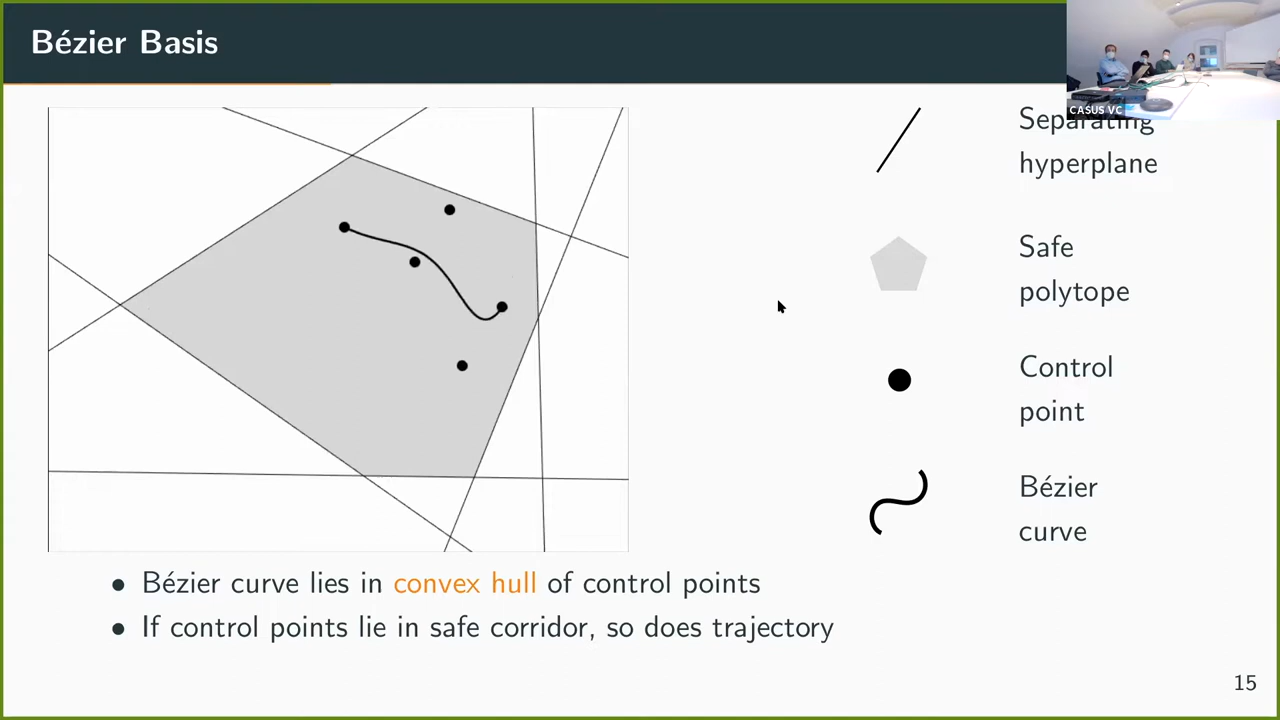 Bézier Basis
CASUS VC
Separating
hyperplane
Safe
polytope
Control
point
Bézier
curve
• Bézier curve lies in convex hull of control points
• If control points lie in safe corridor, so does trajectory
15